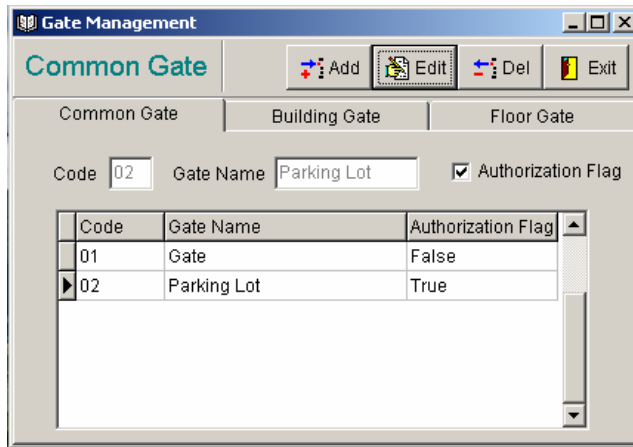 Gate Management
Common Gate Add Edit Del Exit
Common Gate Building Gate Floor Gate
Code 02 Gate Name Parking Lot Authorization Flag
Code Gate Name Authorization Flag
01 Gate False
02 Parking Lot True